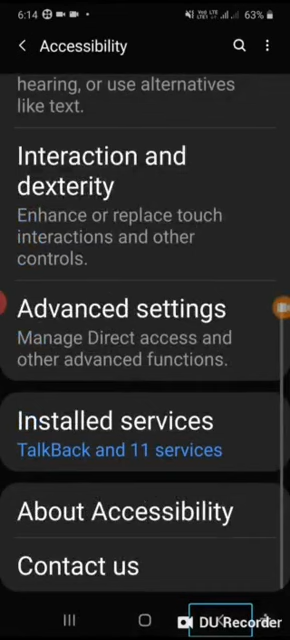 6:14
63%
Accessibility
hearing, or use alternatives
like text.
Interaction and
dexterity
Enhance or replace touch
interactions and other
controls.
Advanced settings
Manage Direct access and
other advanced functions.
Installed services
TalkBack and 11 services
About Accessibility
Contact us
DU Recorder